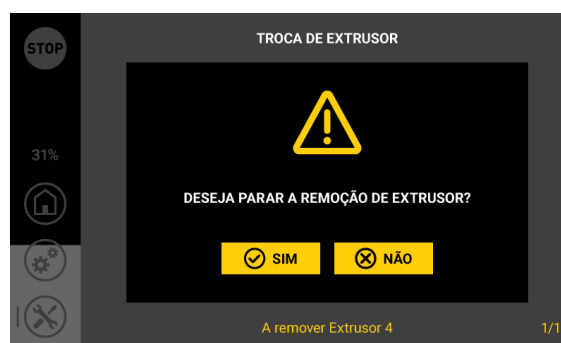 STOP
TROCA DE EXTRUSOR
31%
DESEJA PARAR A REMOÇÃO DE EXTRUSOR?
SIM
NÃO
A remover Extrusor 4
1/1